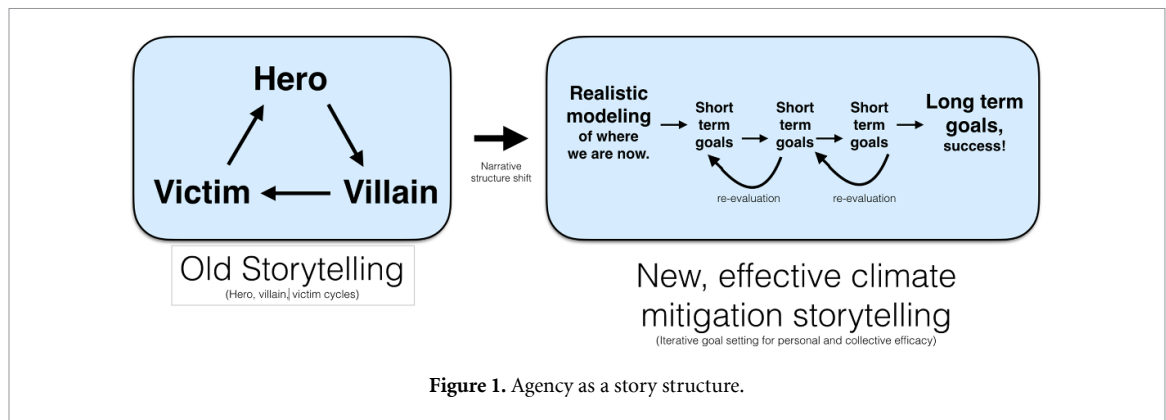 Hero
Victim
Villain
Old Storytelling
(Hero, villain, victim cycles)
Narrative
structure shift
Realistic
modeling
of where
we are now.
Short
term
goals
Short
term
goals
Short
term
goals
Long term
goals,
success!
re-evaluation
re-evaluation
New, effective climate
mitigation storytelling
(Iterative goal setting for personal and collective efficacy)
Figure 1. Agency as a story structure.